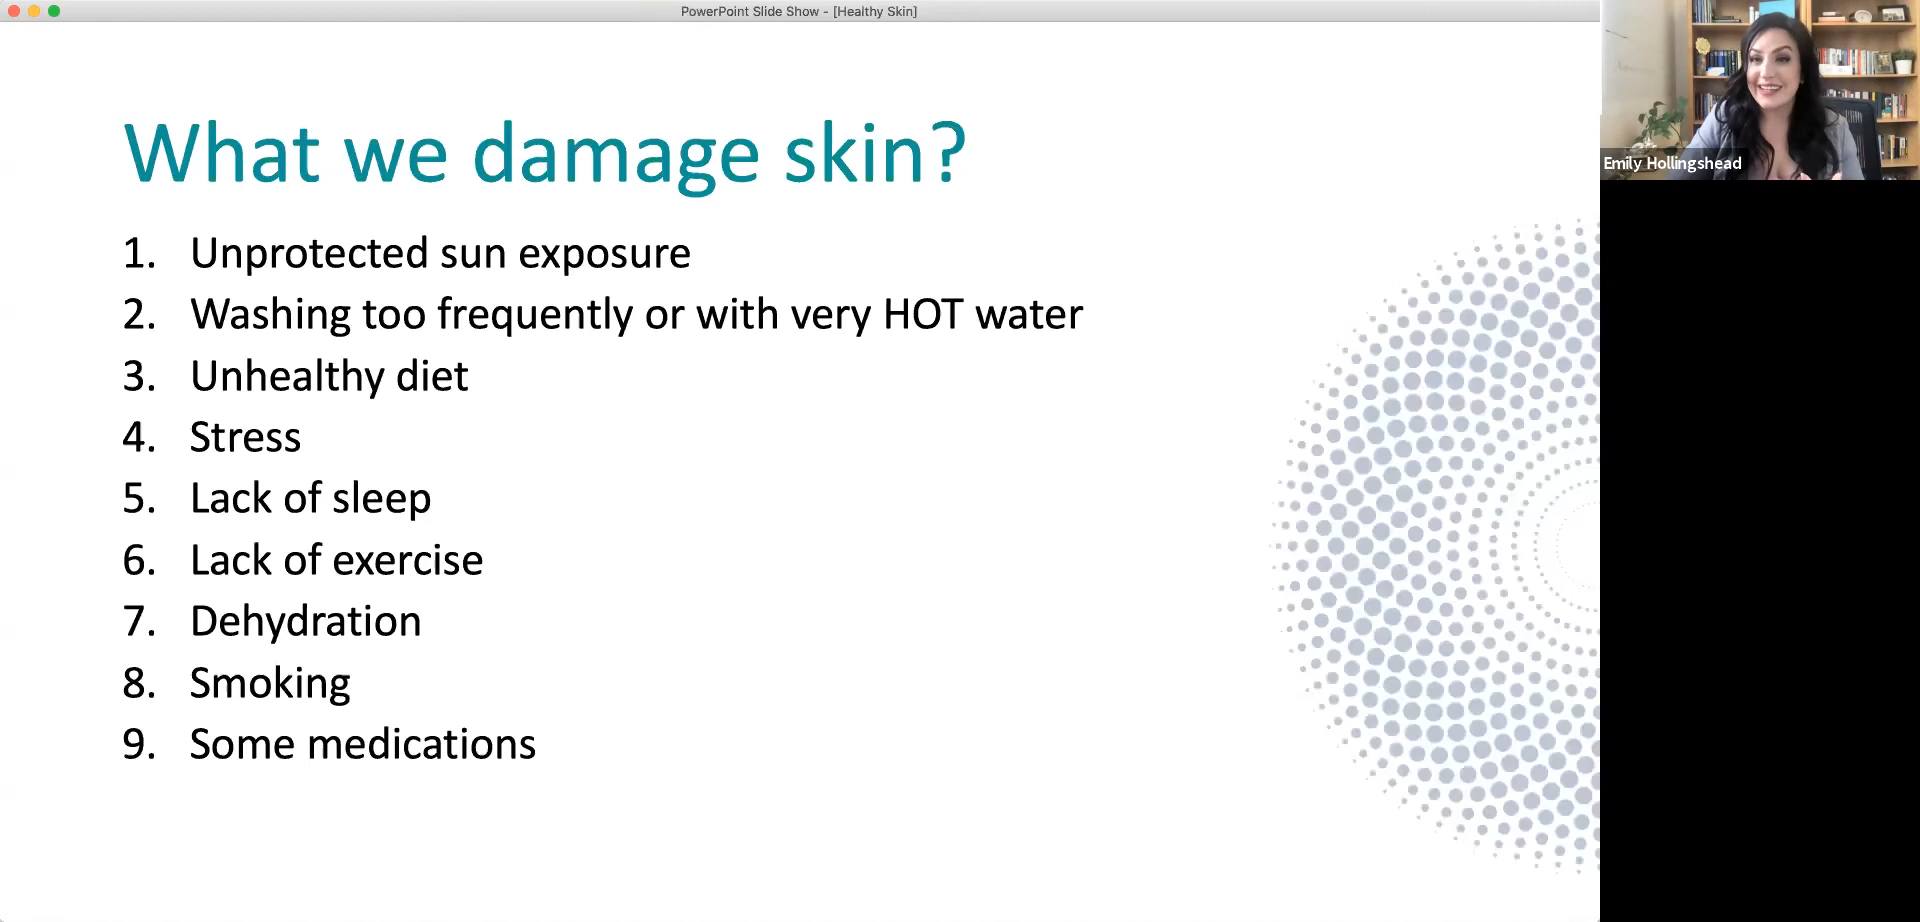 PowerPoint Slide Show - [Healthy Skin]
What we damage skin?
1. Unprotected sun exposure
2. Washing too frequently or with very HOT water
3. Unhealthy diet
4. Stress
5. Lack of sleep
6. Lack of exercise
7. Dehydration
8. Smoking
9. Some medications
Emily Hollingshead